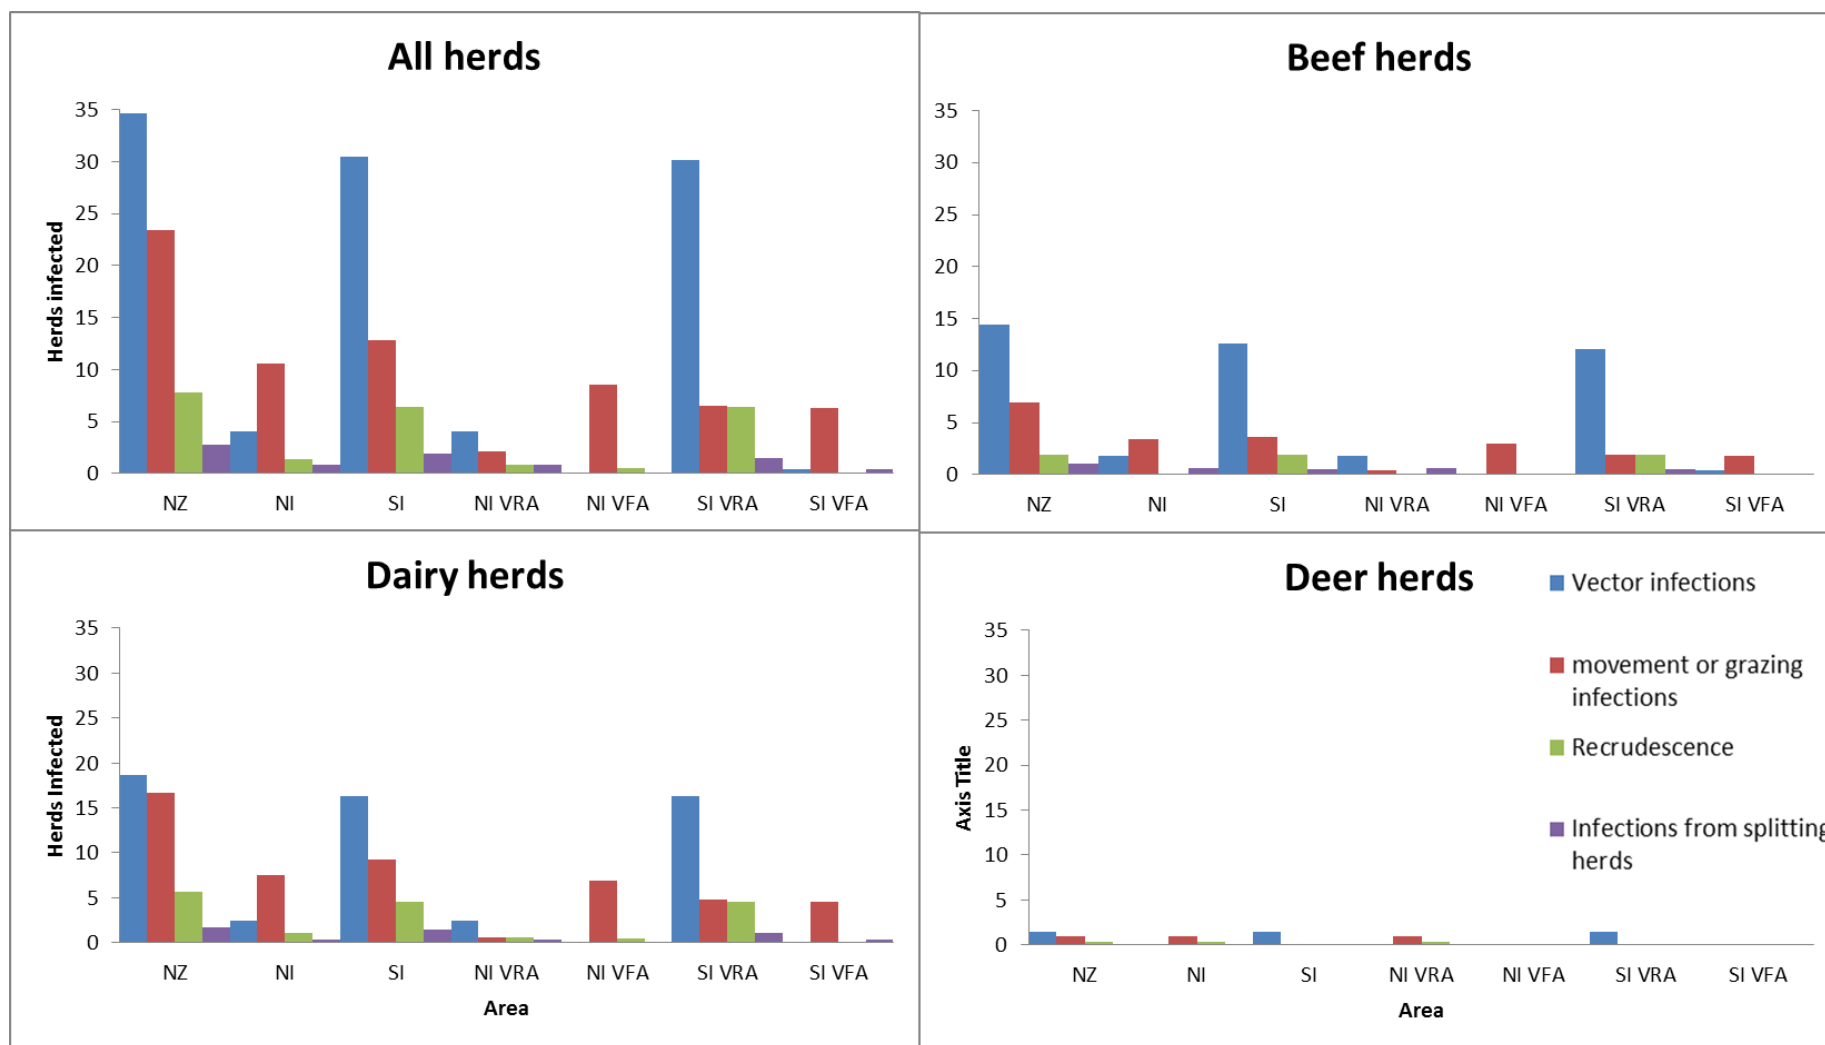 All herds
35
30
25
20
15
10
5
0
Herds infected
NZ NI SI NI VRA NI VFA SI VRA SI VFA
Beef herds
35
30
25
20
15
10
5
0
NZ NI SI NI VRA NI VFA SI VRA SI VFA
Dairy herds
35
30
25
20
15
10
5
0
Herds Infected
NZ NI SI NI VRA NI VFA SI VRA SI VFA
Area
Deer herds
35
30
25
20
15
10
5
0
Axis Title
NZ NI SI NI VRA NI VFA SI VRA SI VFA
Area
Vector infections
movement or grazing
infections
Recrudescence
Infections from splitting
herds